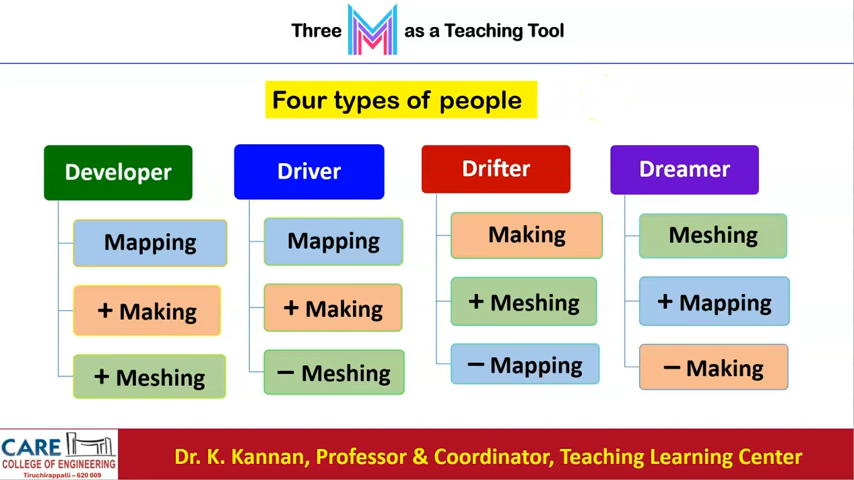 Three M as a Teaching Tool
Four types of people
Developer
Mapping
+ Making
+ Meshing
Driver
Mapping
+ Making
− Meshing
Drifter
Making
+ Meshing
− Mapping
Dreamer
Meshing
+ Mapping
− Making
CARE
COLLEGE OF ENGINEERING
Tiruchirappalli – 620 009
Dr. K. Kannan, Professor & Coordinator, Teaching Learning Center